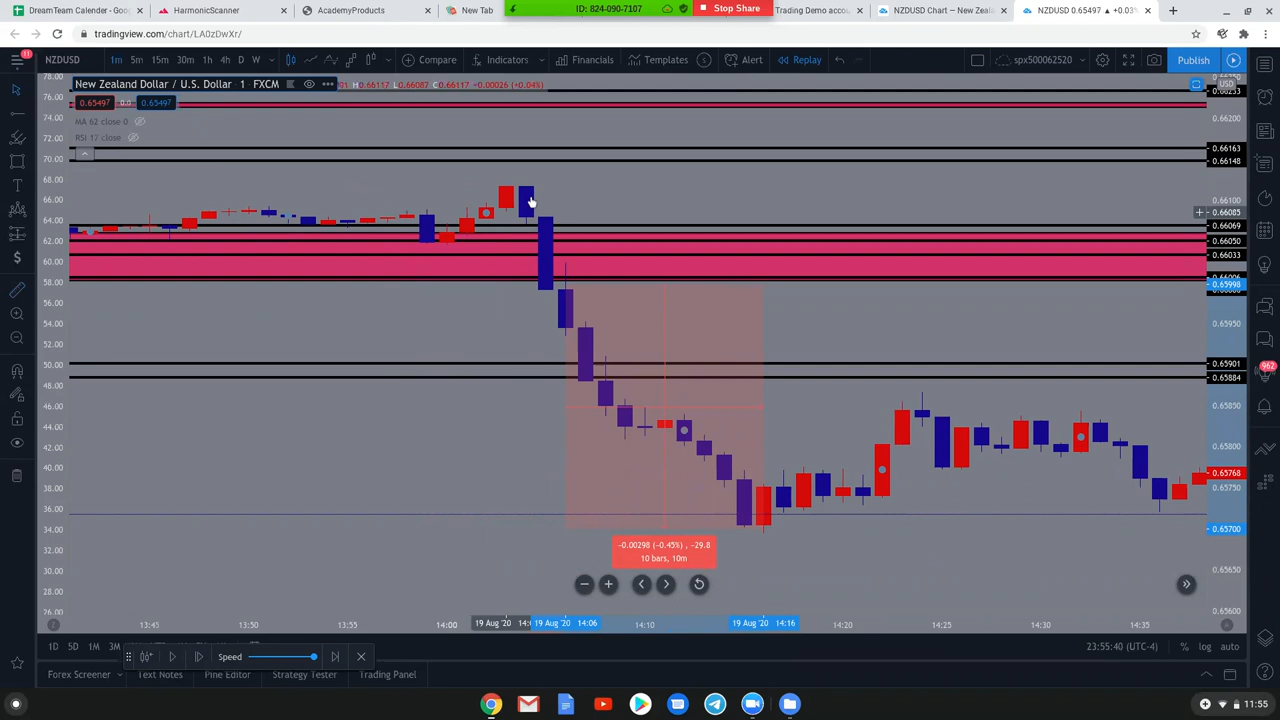 DreamTeam Calender - Goo
HarmonicScanner
AcademyProducts
New Tab
ID: 824-090-7107
Stop Share
Trading Demo accou
NZDUSD Chart — New Zeala
NZDUSD 0.65497 ▲ +0.03%
tradingview.com/chart/LA0zDwXr/
11
NZDUSD
1m 5m 15m 30m 1h 4h D W
Compare
Indicators
Financials
Templates
Alert
Replay
spx500062520
Publish
New Zealand Dollar / U.S. Dollar · 1 · FXCM
H 0.66117 L 0.66087 C 0.66117 +0.00026 (+0.04%)
USD
0.65497 0.0 0.65497
MA 62 close 0
RSI 17 close
78.00
76.00
74.00
72.00
70.00
68.00
66.00
64.00
62.00
60.00
58.00
56.00
54.00
52.00
50.00
48.00
46.00
44.00
42.00
40.00
38.00
36.00
34.00
32.00
30.00
28.00
26.00
0.66233
0.66200
0.66163
0.66148
0.66100
0.66085
0.66069
0.66050
0.66033
0.65998
0.65950
0.65901
0.65884
0.65850
0.65800
0.65768
0.65750
0.65700
0.65650
0.65600
962
−0.00298 (−0.45%) , −29.8
10 bars, 10m
13:45 13:50 13:55 14:00 19 Aug '20 19 Aug '20 14:06 14:10 19 Aug '20 14:16 14:20 14:25 14:30
1D 5D 1M 3M
23:55:40 (UTC-4)
% log auto
Speed
Forex Screener
Text Notes
Pine Editor
Strategy Tester
Trading Panel
11:55